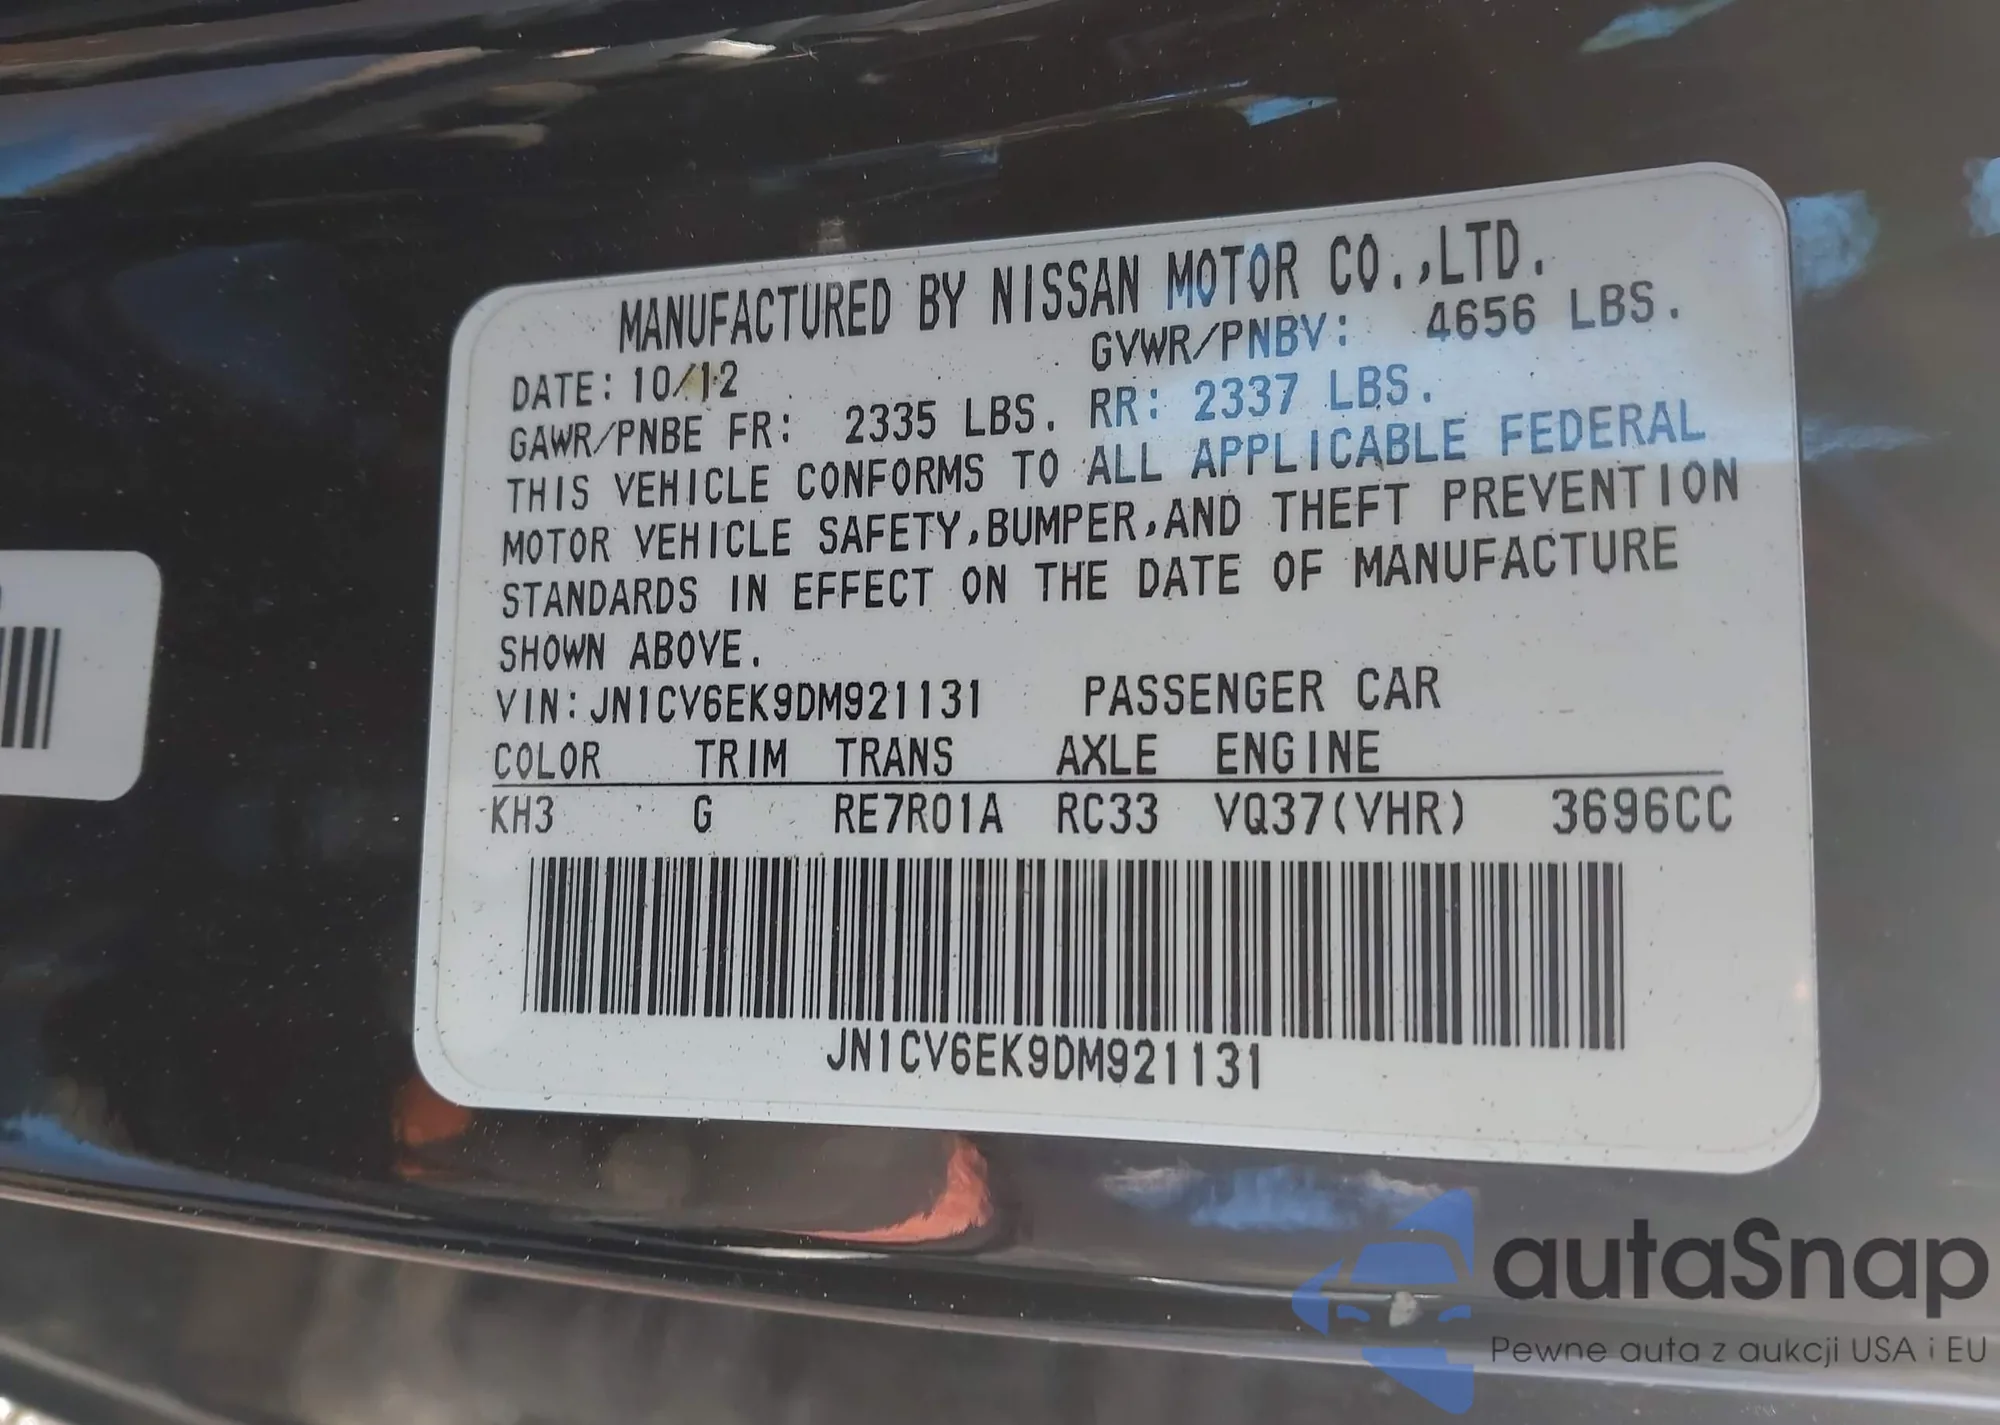 MANUFACTURED BY NISSAN MOTOR CO.,LTD.
DATE: 10/12 GVWR/PNBV: 4656 LBS.
GAWR/PNBE FR: 2335 LBS. RR: 2337 LBS.
THIS VEHICLE CONFORMS TO ALL APPLICABLE FEDERAL
MOTOR VEHICLE SAFETY,BUMPER,AND THEFT PREVENTION
STANDARDS IN EFFECT ON THE DATE OF MANUFACTURE
SHOWN ABOVE.
VIN:JN1CV6EK9DM921131 PASSENGER CAR
COLOR TRIM TRANS AXLE ENGINE
KH3 G RE7R01A RC33 VQ37(VHR) 3696CC
JN1CV6EK9DM921131
autaSnap
Pewne auta z aukcji USA i EU